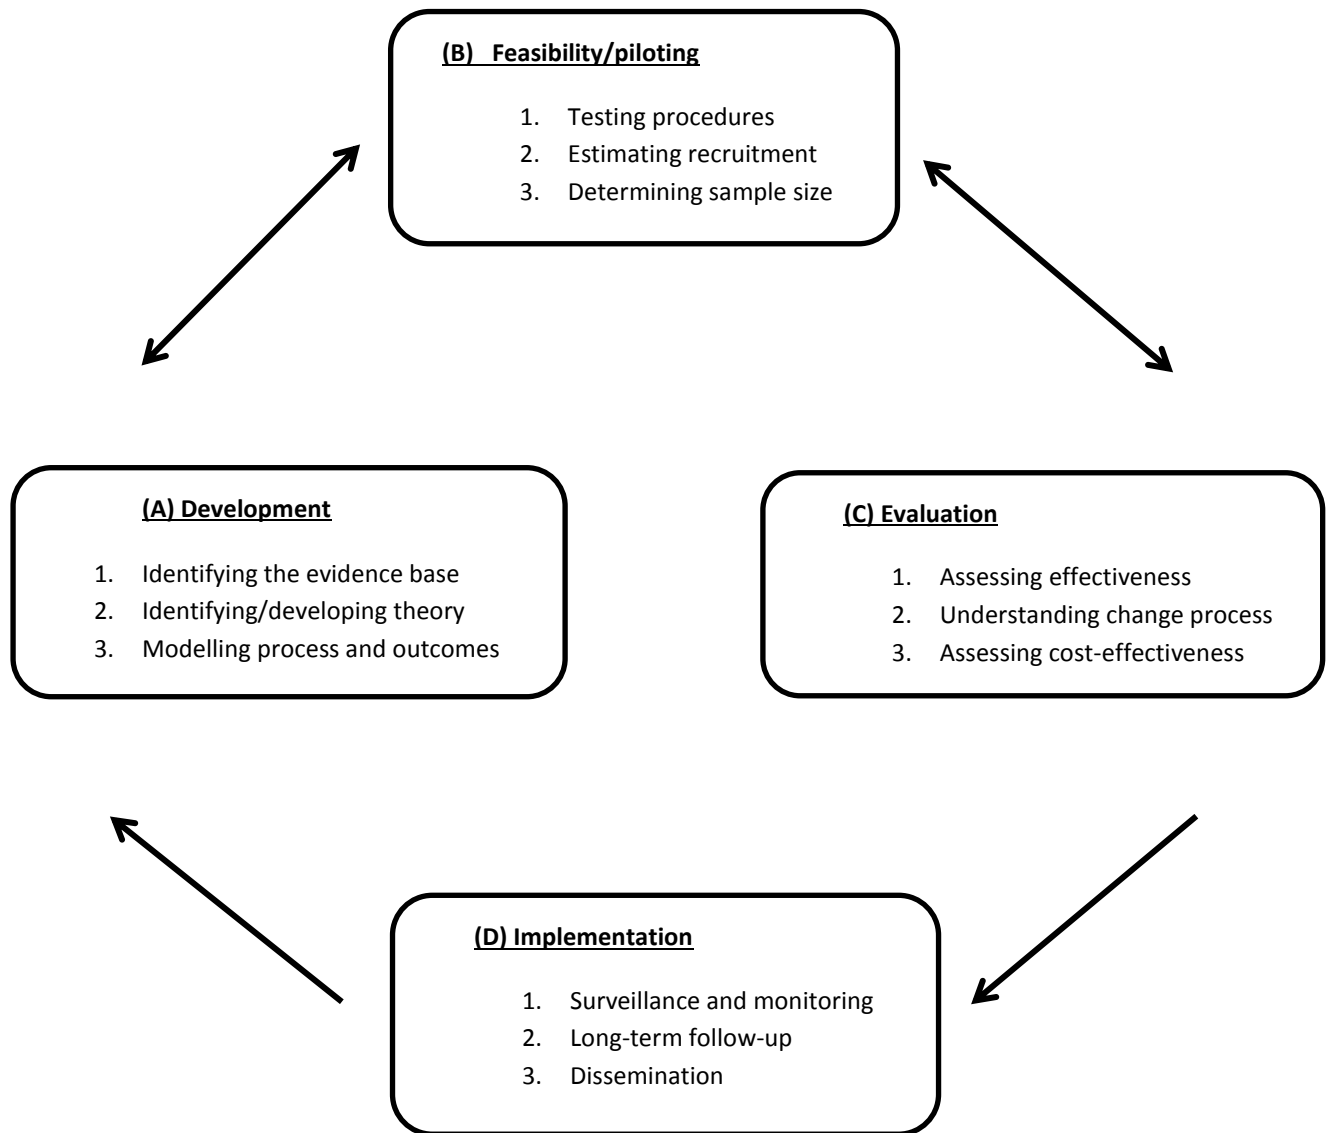 (B) Feasibility/piloting
1. Testing procedures
2. Estimating recruitment
3. Determining sample size
(A) Development
1. Identifying the evidence base
2. Identifying/developing theory
3. Modelling process and outcomes
(C) Evaluation
1. Assessing effectiveness
2. Understanding change process
3. Assessing cost-effectiveness
(D) Implementation
1. Surveillance and monitoring
2. Long-term follow-up
3. Dissemination